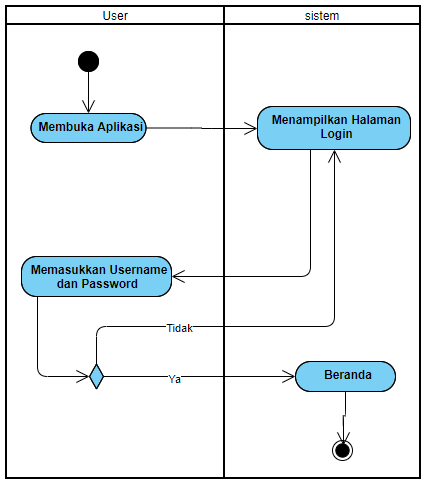 User
sistem
Membuka Aplikasi
Menampilkan Halaman
Login
Memasukkan Username
dan Password
Tidak
Ya
Beranda